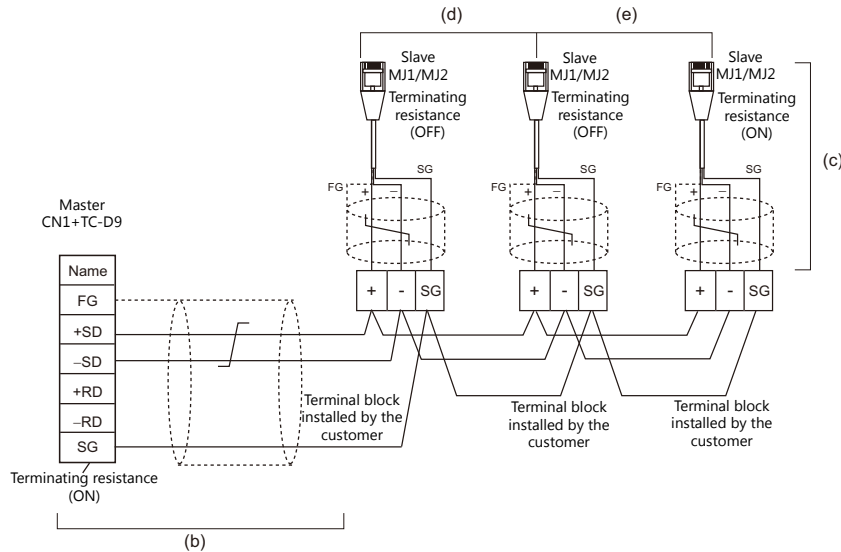 (d)
(e)
Slave
MJ1/MJ2
Terminating
resistance
(OFF)
Slave
MJ1/MJ2
Terminating
resistance
(OFF)
Slave
MJ1/MJ2
Terminating
resistance
(ON)
(c)
SG
FG
+
−
SG
FG
+
−
SG
FG
+
−
Master
CN1+TC-D9
Name
FG
+SD
−SD
+RD
−RD
SG
+
-
SG
+
-
SG
+
-
SG
Terminal block
installed by the
customer
Terminal block
installed by the
customer
Terminal block
installed by the
customer
Terminating resistance
(ON)
(b)